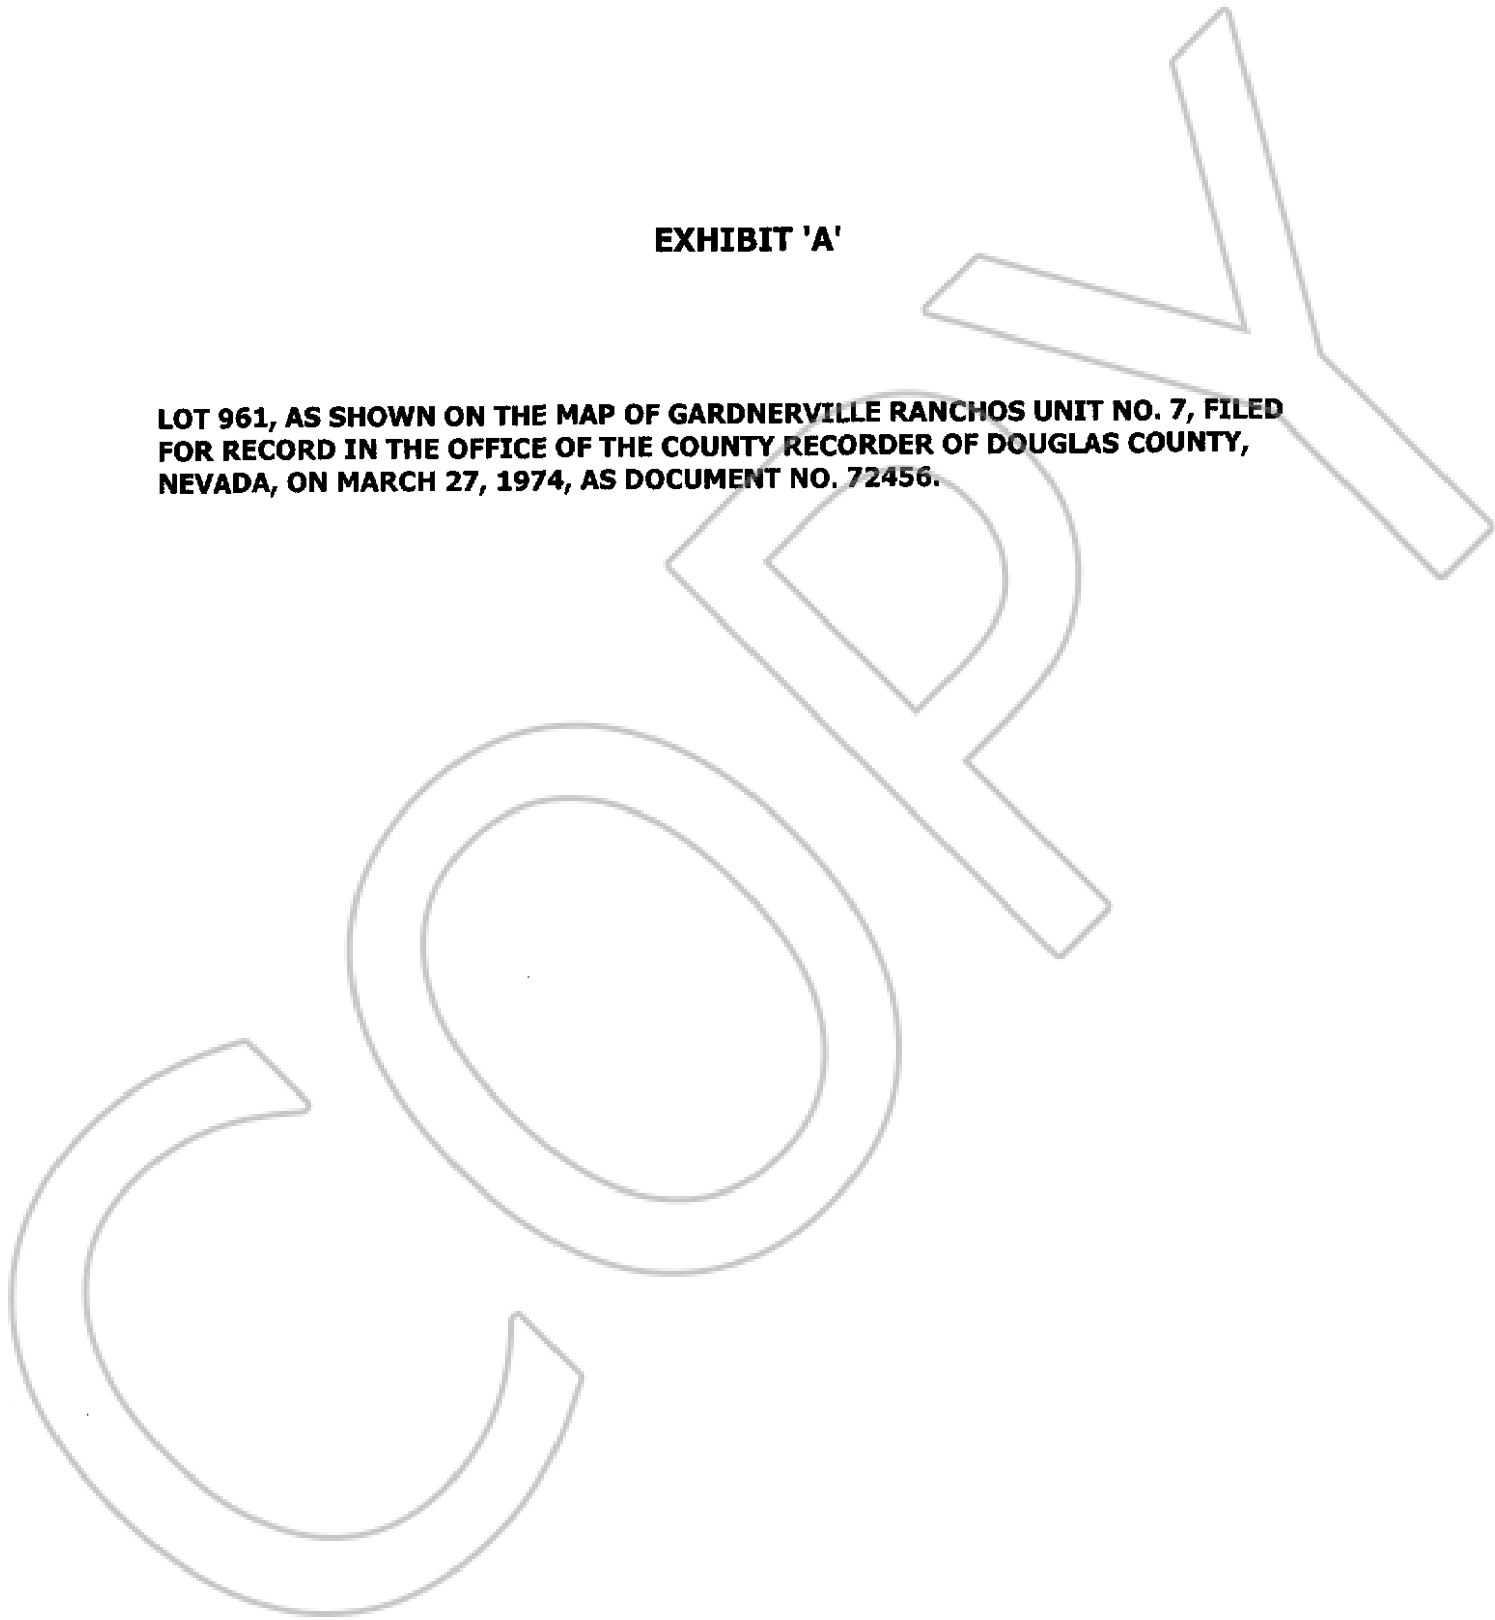 EXHIBIT 'A'
LOT 961, AS SHOWN ON THE MAP OF GARDNERVILLE RANCHOS UNIT NO. 7, FILED
FOR RECORD IN THE OFFICE OF THE COUNTY RECORDER OF DOUGLAS COUNTY,
NEVADA, ON MARCH 27, 1974, AS DOCUMENT NO. 72456.
COPY